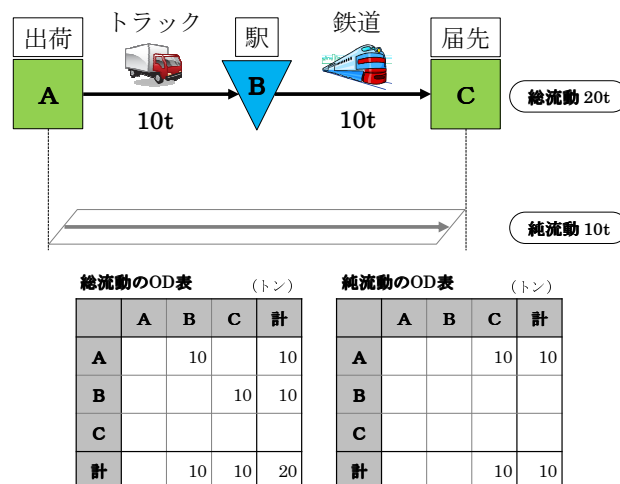 出荷 トラック 駅 鉄道 届先
A B C
10t 10t
総流動 20t
純流動 10t
総流動のOD表 (トン)
A B C 計
A 10 10
B 10 10
C
計 10 10 20
純流動のOD表 (トン)
A B C 計
A 10 10
B
C
計 10 10